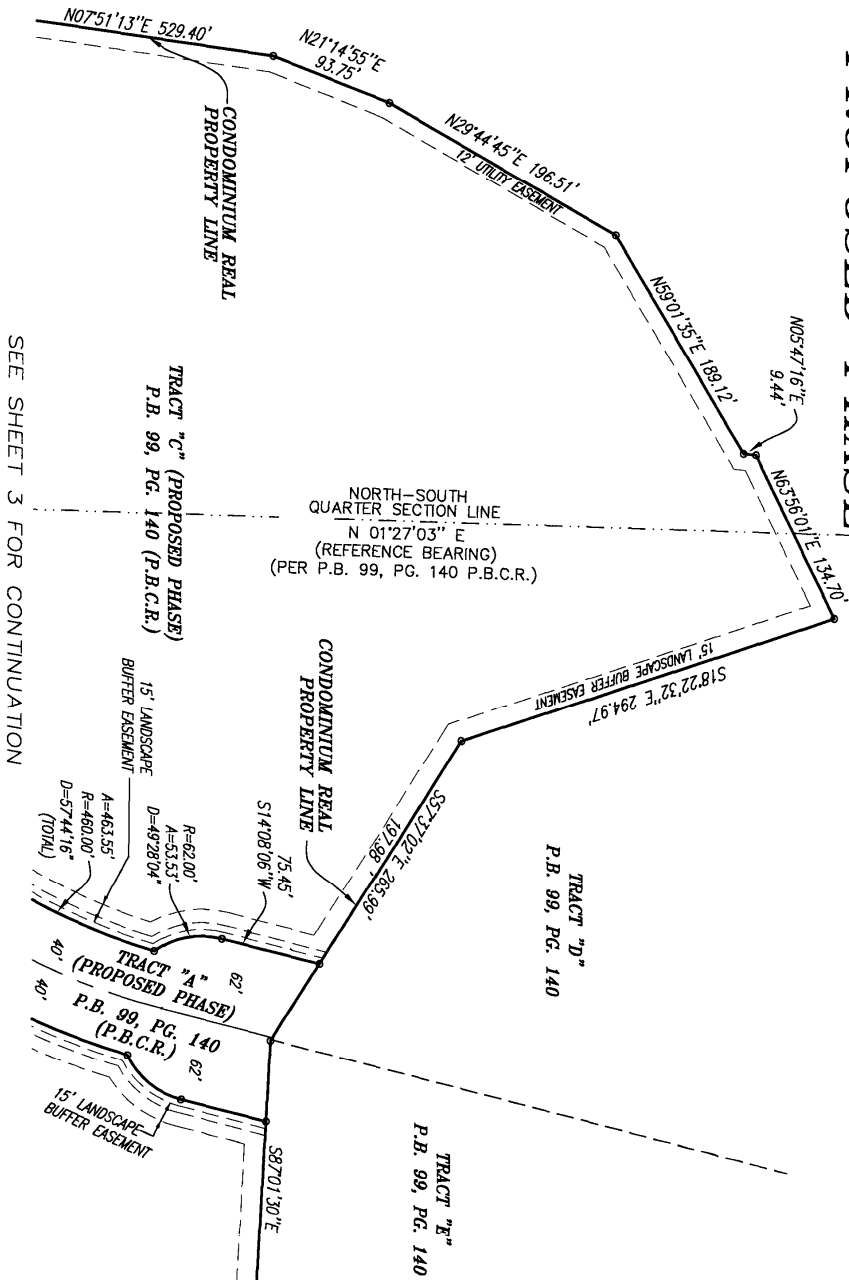 N07°51'13"E 529.40'
N21°14'55"E
93.75'
N29°44'45"E 196.51'
12' UTILITY EASEMENT
N59°01'35"E 189.12'
N05°47'16"E
9.44'
N63°56'01"E 134.70'
CONDOMINIUM REAL
PROPERTY LINE
NORTH-SOUTH
QUARTER SECTION LINE
N 01°27'03" E
(REFERENCE BEARING)
(PER P.B. 99, PG. 140 P.B.C.R.)
TRACT "C" (PROPOSED PHASE)
P.B. 99, PG. 140 (P.B.C.R.)
SEE SHEET 3 FOR CONTINUATION
15' LANDSCAPE BUFFER EASEMENT
S18°22'32"E 294.97'
CONDOMINIUM REAL
PROPERTY LINE
S57°37'02"E 265.99'
197.98'
75.45'
S14°08'06"W
R=62.00'
A=53.53'
D=49°28'04"
15' LANDSCAPE
BUFFER EASEMENT
A=463.55'
R=460.00'
D=57°44'16"
(TOTAL)
TRACT "D"
P.B. 99, PG. 140
TRACT "A"
(PROPOSED PHASE)
P.B. 99, PG. 140
(P.B.C.R.)
62'
62'
40'
40'
15' LANDSCAPE
BUFFER EASEMENT
S87°01'30"E
TRACT "E"
P.B. 99, PG. 140